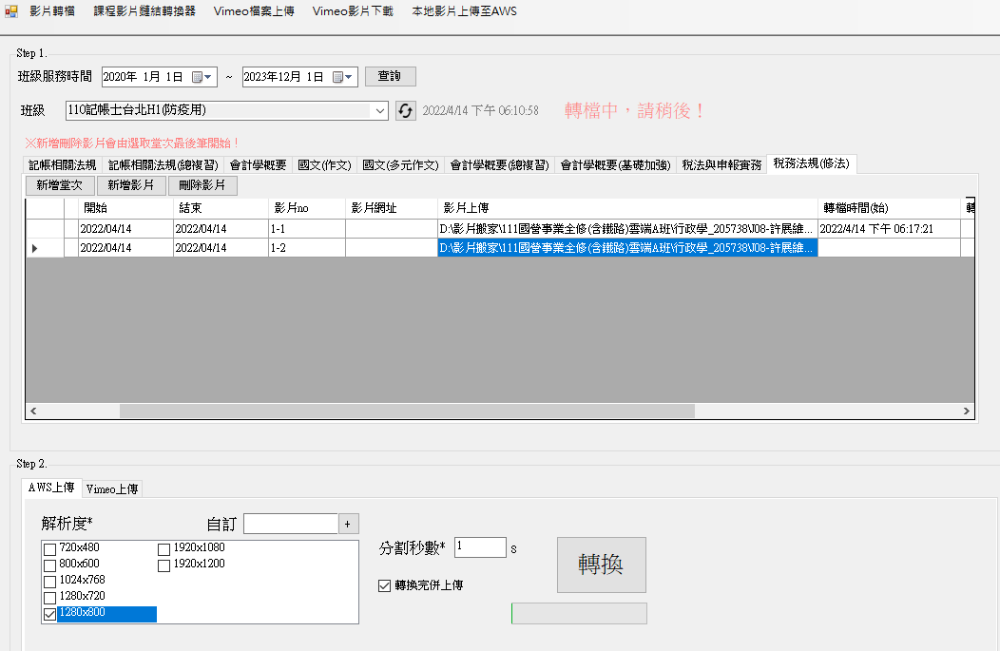 影片轉檔 課程影片鏈結轉換器 Vimeo檔案上傳 Vimeo影片下載 本地影片上傳至AWS
Step 1.
班級服務時間 2020年 1月 1日 ~ 2023年12月 1日 查詢
班級 110記帳士台北H1(防疫用) 2022/4/14 下午 06:10:58 轉檔中，請稍後！
※新增刪除影片會由選取堂次最後筆開始！
記帳相關法規 記帳相關法規(總複習) 會計學概要 國文(作文) 國文(多元作文) 會計學概要(總複習) 會計學概要(基礎加強) 稅法與申報實務 稅務法規(修法)
新增堂次 新增影片 刪除影片
開始 結束 影片no 影片網址 影片上傳 轉檔時間(始)
2022/04/14 2022/04/14 1-1 D:\影片搬家\111國營事業全修(含鐵路)雲端A班\行政學_205738\J08-許展維... 2022/4/14 下午 06:17:21
2022/04/14 2022/04/14 1-2 D:\影片搬家\111國營事業全修(含鐵路)雲端A班\行政學_205738\J08-許展維...
Step 2.
AWS上傳 Vimeo上傳
解析度* 自訂 +
720x480 1920x1080
800x600 1920x1200
1024x768
1280x720
1280x800
分割秒數* 1 s
轉換完併上傳
轉換